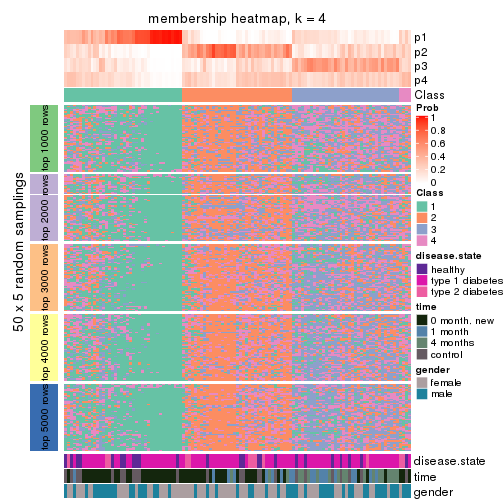 membership heatmap, k = 4
p1
p2
p3
p4
Class
50 x 5 random samplings
top 1000 rows
top 2000 rows
top 3000 rows
top 4000 rows
top 5000 rows
Prob
1
0.8
0.6
0.4
0.2
0
Class
1
2
3
4
disease.state
healthy
type 1 diabetes
type 2 diabetes
time
0 month. new
1 month
4 months
control
gender
female
male
disease.state
time
gender